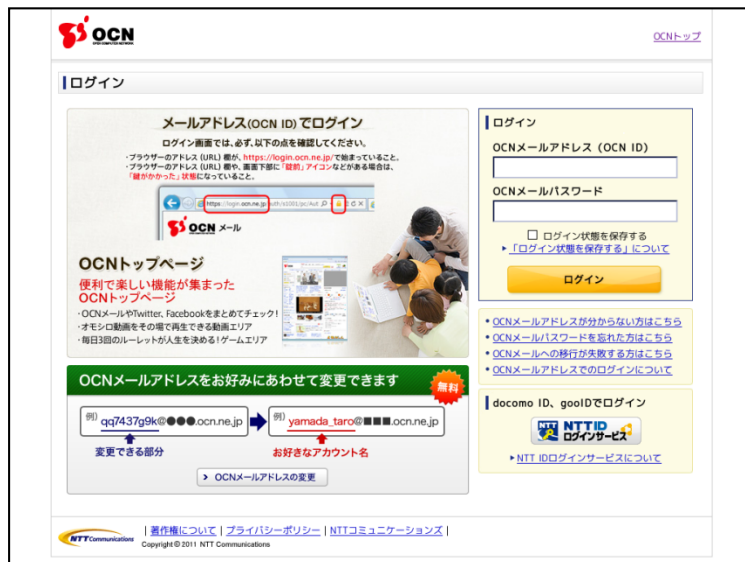 OCN
OPEN COMPUTER NETWORK
OCNトップ
ログイン
メールアドレス(OCN ID)でログイン
ログイン画面では、必ず、以下の点を確認してください。
・ブラウザーのアドレス (URL) 欄が、https://login.ocn.ne.jp/で始まっていること。
・ブラウザーのアドレス (URL) 欄や、画面下部に「錠前」アイコンなどがある場合は、
「鍵がかかった」状態になっていること。
https://login.ocn.ne.jp
OCN メール
OCNトップページ
便利で楽しい機能が集まった
OCNトップページ
・OCNメールやTwitter, Facebookをまとめてチェック!
・オモシロ動画をその場で再生できる動画エリア
・毎日3回のルーレットが人生を決める!ゲームエリア
OCNメールアドレスをお好みにあわせて変更できます
無料
例) qq7437g9k@●●●.ocn.ne.jp
例) yamada_taro@■■■.ocn.ne.jp
変更できる部分
お好きなアカウント名
OCNメールアドレスの変更
ログイン
OCNメールアドレス (OCN ID)
OCNメールパスワード
ログイン状態を保存する
「ログイン状態を保存する」について
ログイン
OCNメールアドレスが分からない方はこちら
OCNメールパスワードを忘れた方はこちら
OCNメールへの移行が失敗する方はこちら
OCNメールアドレスでのログインについて
docomo ID、gooIDでログイン
NTT NTT ID
ログインサービス
NTT IDログインサービスについて
NTT Communications
| 著作権について | プライバシーポリシー | NTTコミュニケーションズ |
Copyright © 2011 NTT Communications